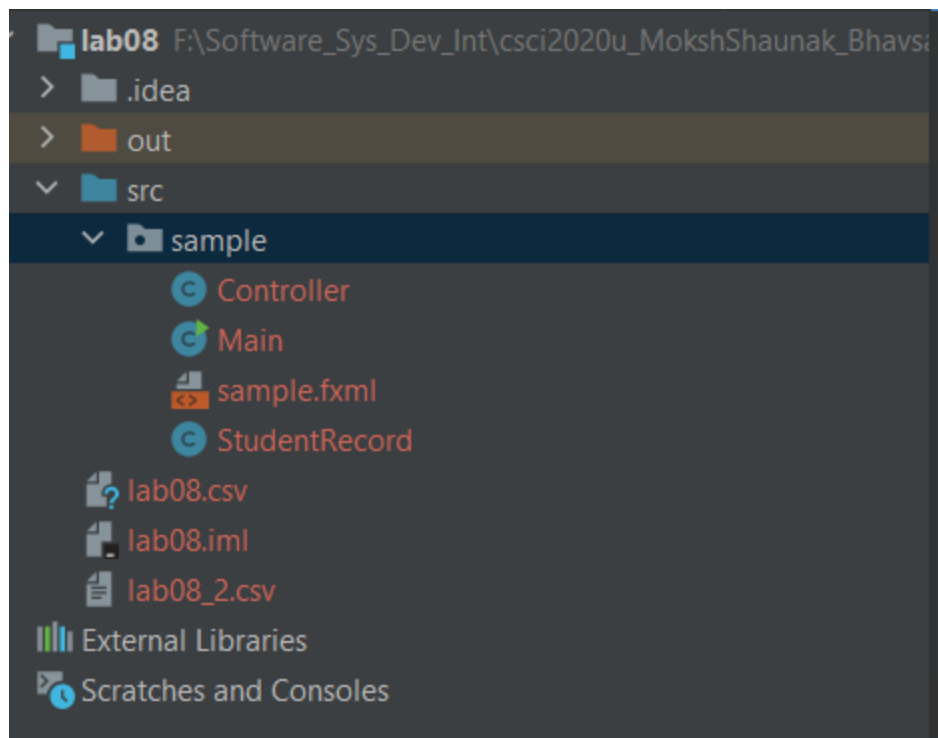 lab08 F:\Software_Sys_Dev_Int\csci2020u_MokshShaunak_Bhavsa
.idea
out
src
sample
Controller
Main
sample.fxml
StudentRecord
lab08.csv
lab08.iml
lab08_2.csv
External Libraries
Scratches and Consoles